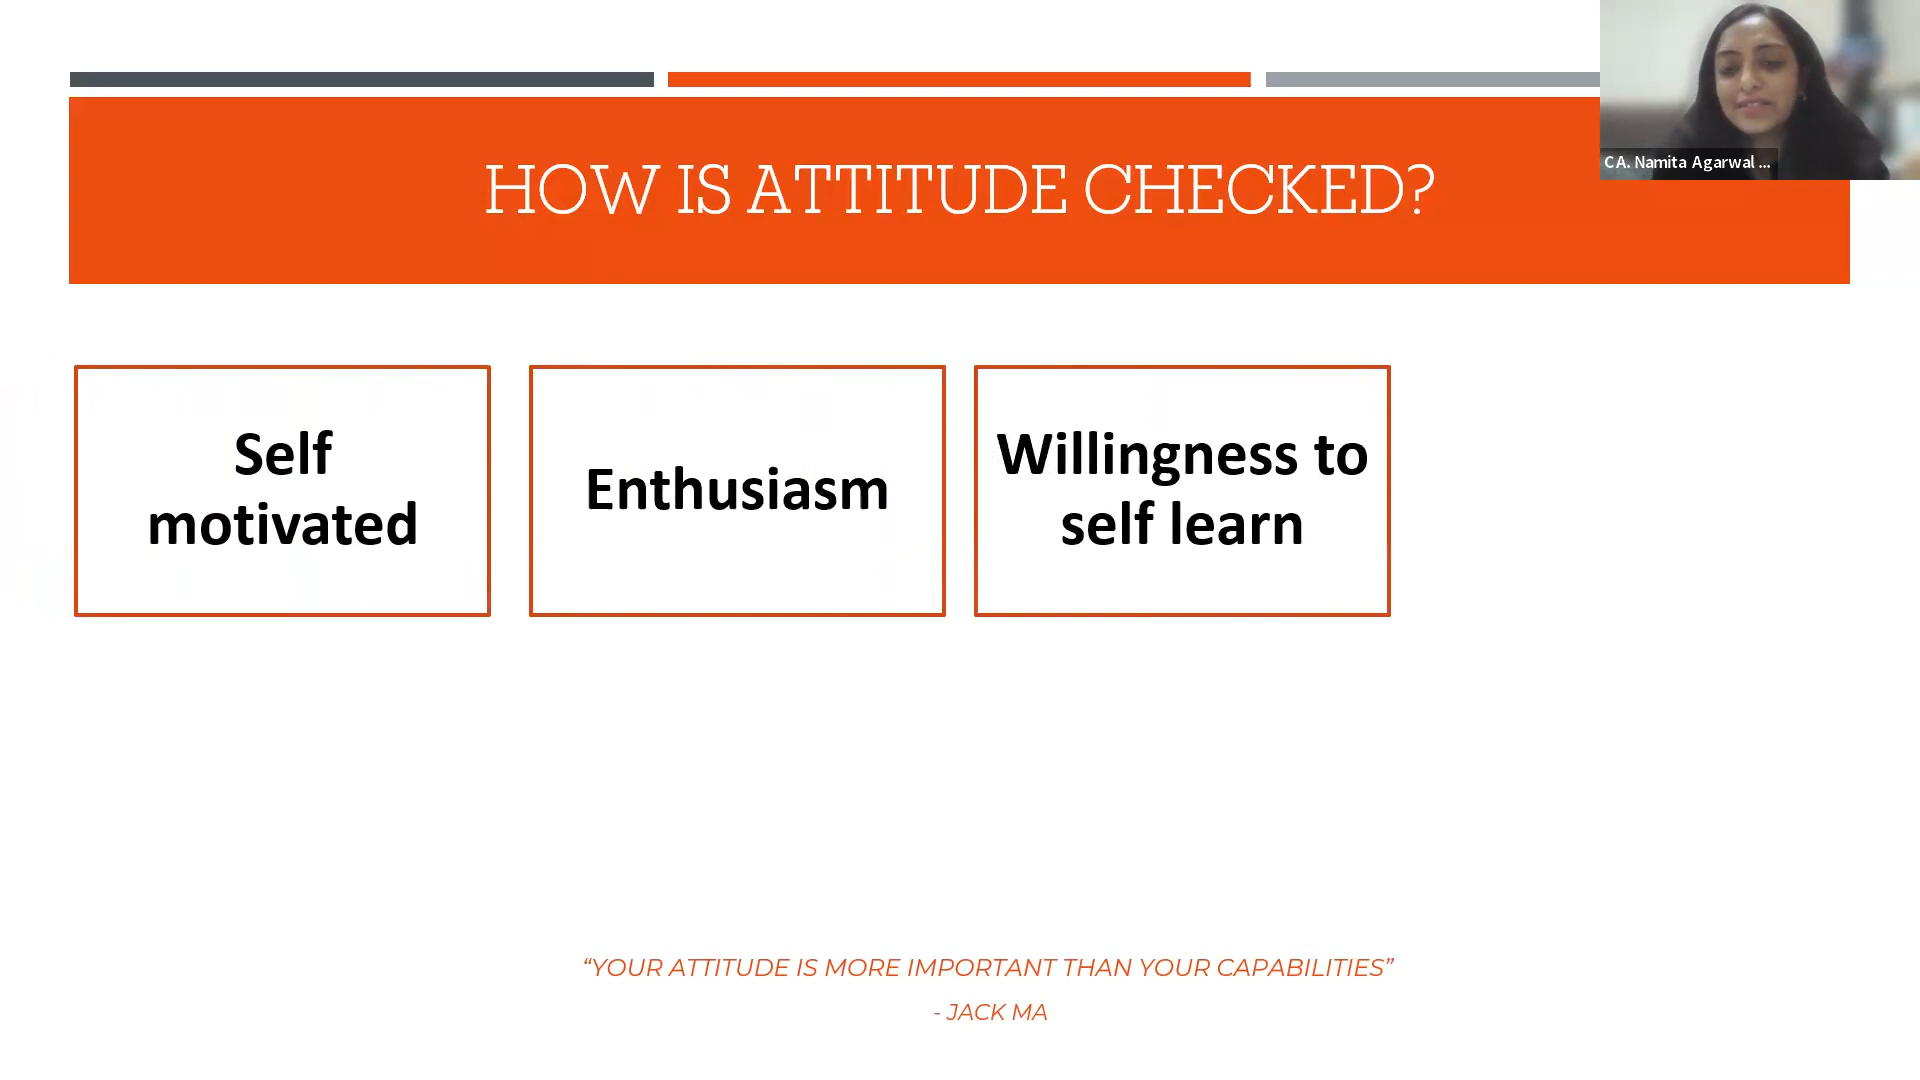 HOW IS ATTITUDE CHECKED?
CA. Namita Agarwal ...
Self
motivated
Enthusiasm
Willingness to
self learn
“YOUR ATTITUDE IS MORE IMPORTANT THAN YOUR CAPABILITIES”
- JACK MA